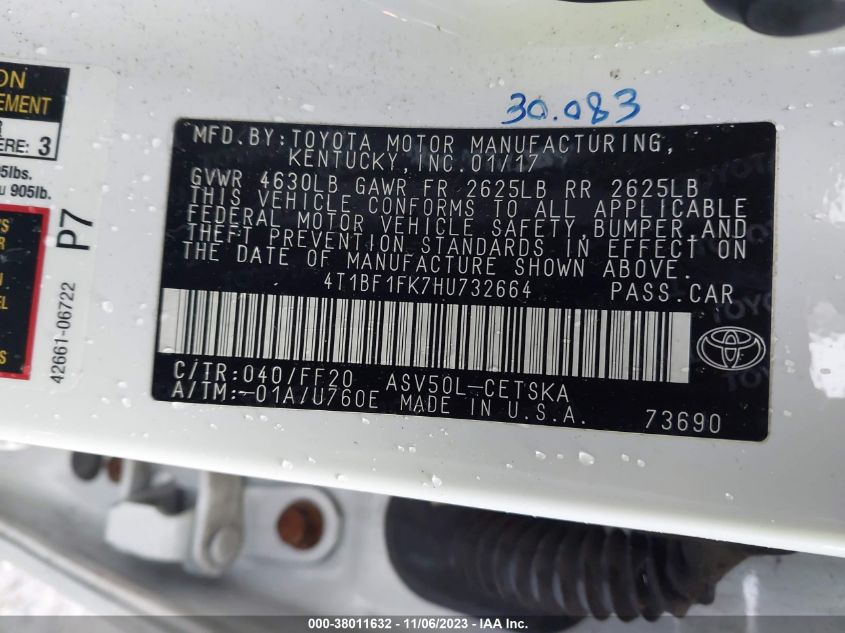 30.083
MFD.BY:TOYOTA MOTOR MANUFACTURING,
KENTUCKY, INC. 01/17
GVWR 4630LB GAWR FR 2625LB RR 2625LB
THIS VEHICLE CONFORMS TO ALL APPLICABLE
FEDERAL MOTOR VEHICLE SAFETY, BUMPER, AND
THEFT PREVENTION STANDARDS IN EFFECT ON
THE DATE OF MANUFACTURE SHOWN ABOVE.
4T1BF1FK7HU732664 PASS.CAR
C/TR:040/FF20 ASV50L-CETSKA
A/TM:-01A/U760E MADE IN U.S.A. 73690
ERE: 3
905lb.
P7
42661-06722
000-38011632 - 11/06/2023 - IAA Inc.